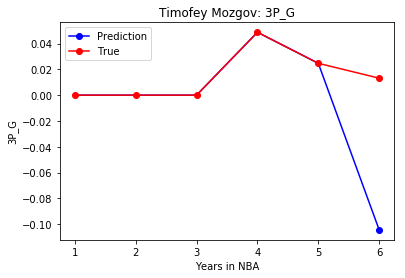 Timofey Mozgov: 3P_G
Prediction
True
0.04
0.02
0.00
−0.02
−0.04
−0.06
−0.08
−0.10
3P_G
1 2 3 4 5 6
Years in NBA